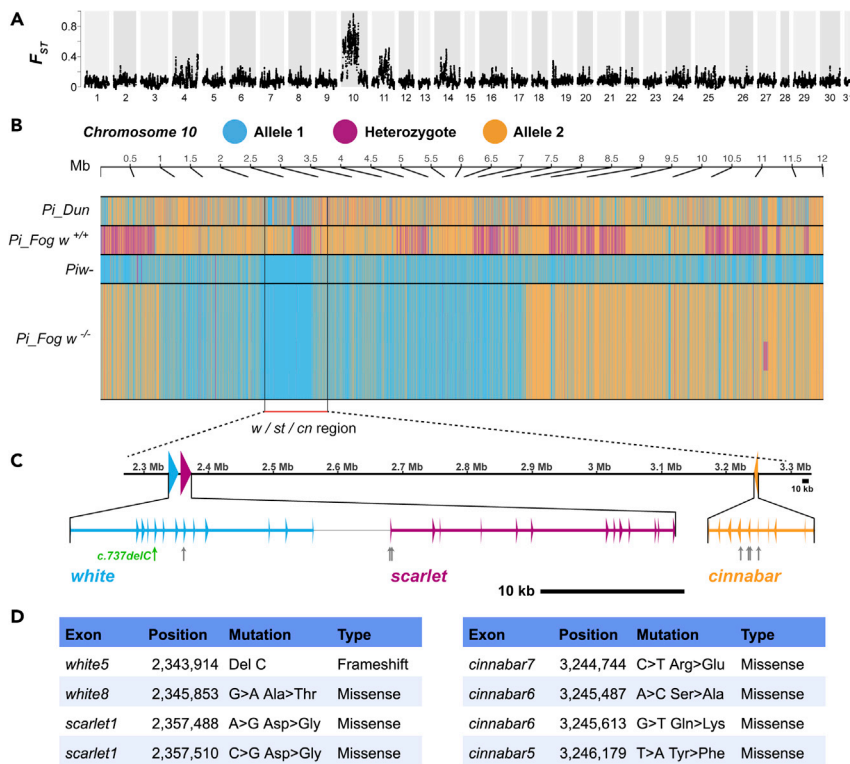 A
F_ST
0.8
0.4
0
1 2 3 4 5 6 7 8 9 10 11 12 13 14 15 16 17 18 19 20 21 22 23 24 25 26 27 28 29 30 31
B
Chromosome 10 Allele 1 Heterozygote Allele 2
Mb 0.5 1 1.5 2 2.5 3 3.5 4 4.5 5 5.5 6 6.5 7 7.5 8 8.5 9 9.5 10 10.5 11 11.5 12
Pi_Dun
Pi_Fog w +/+
Piw-
Pi_Fog w -/-
w / st / cn region
C
2.3 Mb 2.4 Mb 2.5 Mb 2.6 Mb 2.7 Mb 2.8 Mb 2.9 Mb 3 Mb 3.1 Mb 3.2 Mb 3.3 Mb
10 kb
c.737delC
white scarlet cinnabar
10 kb
D
Exon Position Mutation Type
white5 2,343,914 Del C Frameshift
white8 2,345,853 G>A Ala>Thr Missense
scarlet1 2,357,488 A>G Asp>Gly Missense
scarlet1 2,357,510 C>G Asp>Gly Missense
Exon Position Mutation Type
cinnabar7 3,244,744 C>T Arg>Glu Missense
cinnabar6 3,245,487 A>C Ser>Ala Missense
cinnabar6 3,245,613 G>T Gln>Lys Missense
cinnabar5 3,246,179 T>A Tyr>Phe Missense